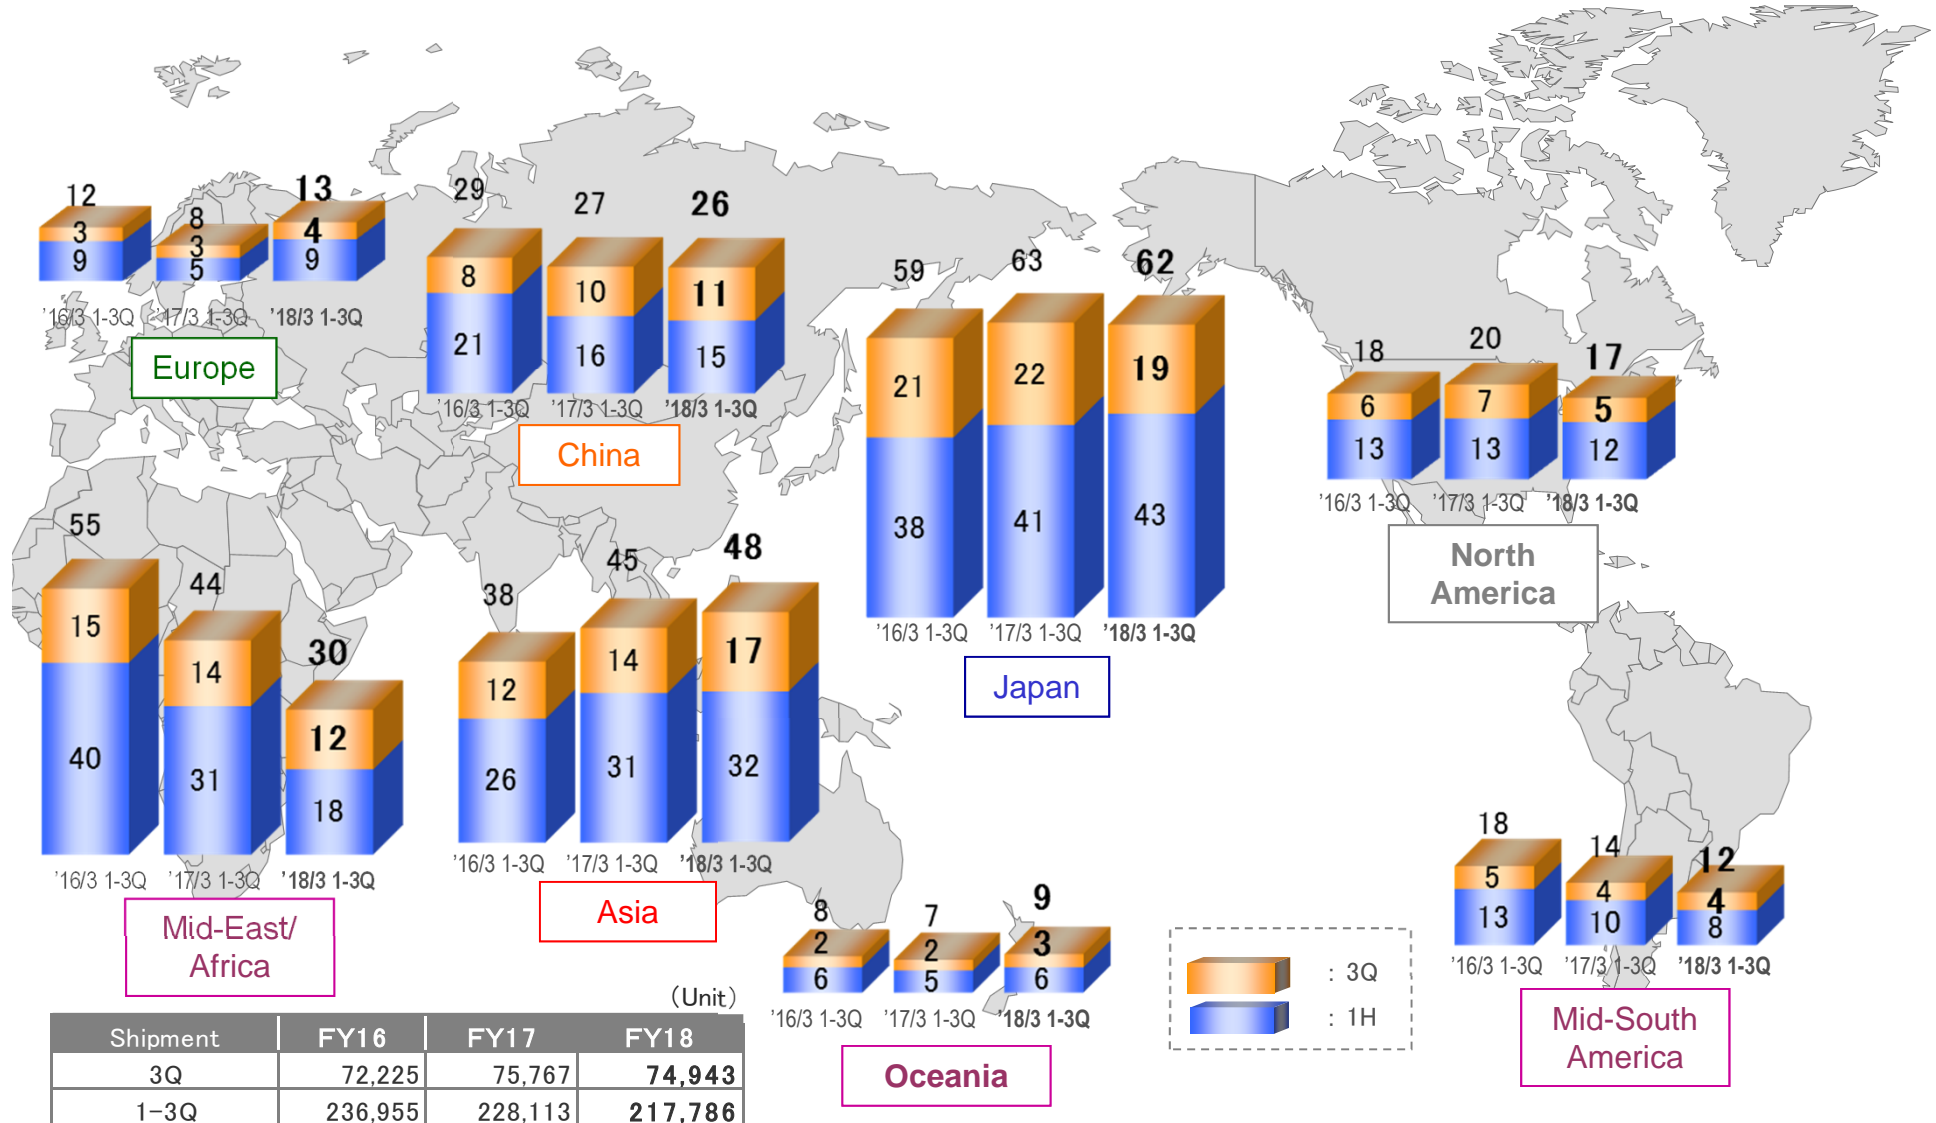 12
3
9
8
3
5
13
4
9
'16/3 1-3Q
'17/3 1-3Q
'18/3 1-3Q
Europe
29
8
21
27
10
16
26
11
15
'16/3 1-3Q
'17/3 1-3Q
'18/3 1-3Q
China
59
21
38
63
22
41
62
19
43
'16/3 1-3Q
'17/3 1-3Q
'18/3 1-3Q
Japan
18
6
13
20
7
13
17
5
12
'16/3 1-3Q
'17/3 1-3Q
'18/3 1-3Q
North
America
55
15
40
44
14
31
30
12
18
'16/3 1-3Q
'17/3 1-3Q
'18/3 1-3Q
Mid-East/
Africa
38
12
26
45
14
31
48
17
32
'16/3 1-3Q
'17/3 1-3Q
'18/3 1-3Q
Asia
8
2
6
7
2
5
9
3
6
'16/3 1-3Q
'17/3 1-3Q
'18/3 1-3Q
Oceania
18
5
13
14
4
10
12
4
8
'16/3 1-3Q
'17/3 1-3Q
'18/3 1-3Q
Mid-South
America
: 3Q
: 1H
(Unit)
Shipment FY16 FY17 FY18
3Q 72,225 75,767 74,943
1-3Q 236,955 228,113 217,786